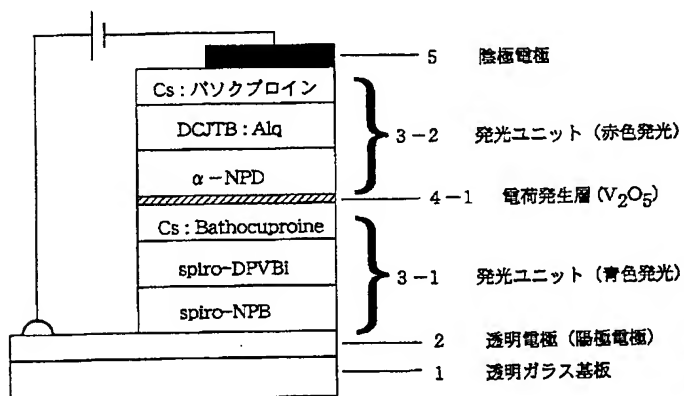 5 陰極電極
Cs:バソクプロイン
DCJTB:Alq
3-2 発光ユニット(赤色発光)
α-NPD
4-1 電荷発生層(V₂O₅)
Cs:Bathocuproine
spiro-DPVBi
3-1 発光ユニット(青色発光)
spiro-NPB
2 透明電極(陽極電極)
1 透明ガラス基板